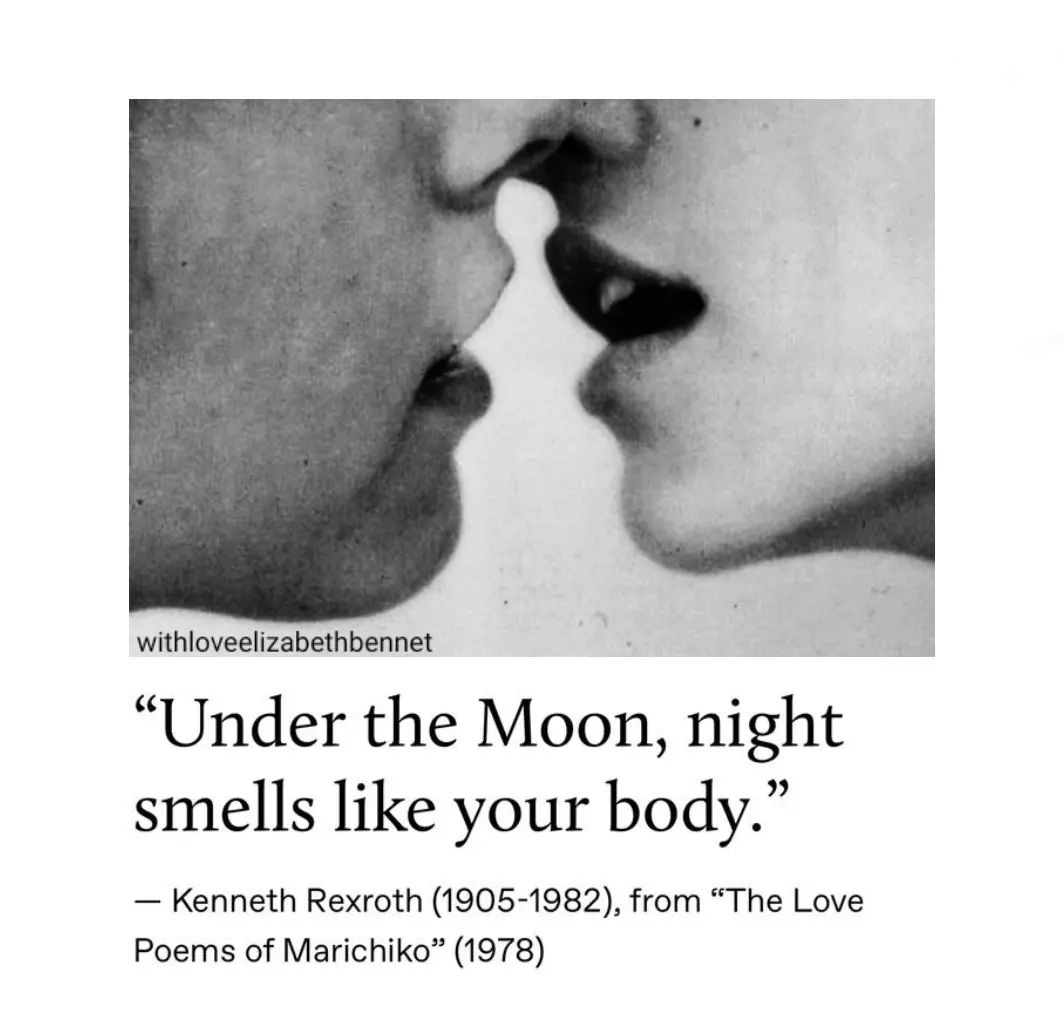 withloveelizabethbennet
“Under the Moon, night
smells like your body.”
— Kenneth Rexroth (1905-1982), from “The Love
Poems of Marichiko” (1978)